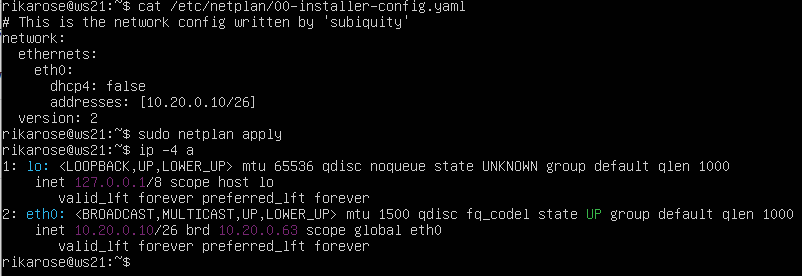 rikarose@ws21:~$ cat /etc/netplan/00-installer-config.yaml
# This is the network config written by 'subiquity'
network:
  ethernets:
    eth0:
      dhcp4: false
      addresses: [10.20.0.10/26]
  version: 2
rikarose@ws21:~$ sudo netplan apply
rikarose@ws21:~$ ip -4 a
1: lo: <LOOPBACK,UP,LOWER_UP> mtu 65536 qdisc noqueue state UNKNOWN group default qlen 1000
    inet 127.0.0.1/8 scope host lo
       valid_lft forever preferred_lft forever
2: eth0: <BROADCAST,MULTICAST,UP,LOWER_UP> mtu 1500 qdisc fq_codel state UP group default qlen 1000
    inet 10.20.0.10/26 brd 10.20.0.63 scope global eth0
       valid_lft forever preferred_lft forever
rikarose@ws21:~$